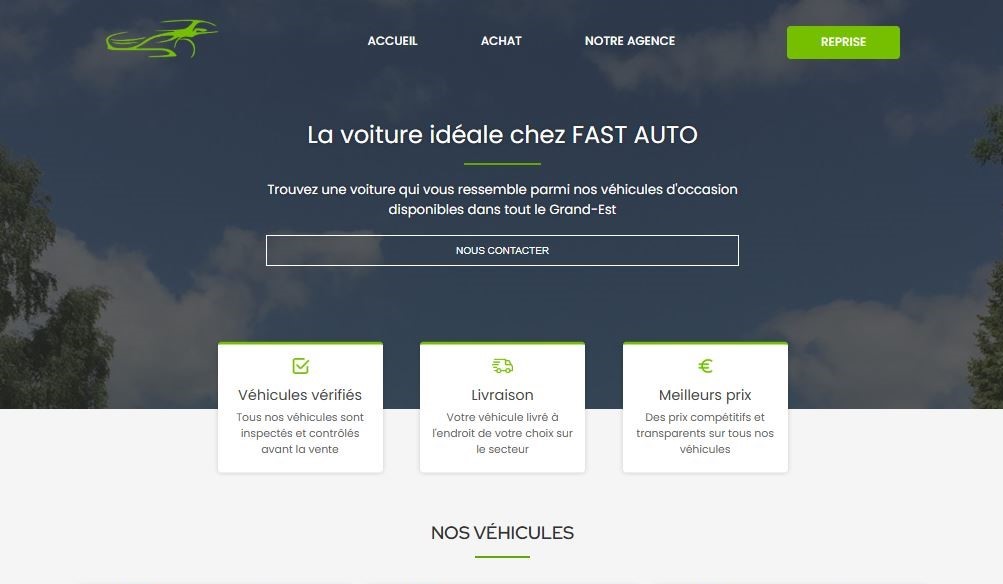 ACCUEIL
ACHAT
NOTRE AGENCE
REPRISE
La voiture idéale chez FAST AUTO
Trouvez une voiture qui vous ressemble parmi nos véhicules d'occasion
disponibles dans tout le Grand-Est
NOUS CONTACTER
Véhicules vérifiés
Tous nos véhicules sont
inspectés et contrôlés
avant la vente
Livraison
Votre véhicule livré à
l'endroit de votre choix sur
le secteur
Meilleurs prix
Des prix compétitifs et
transparents sur tous nos
véhicules
NOS VÉHICULES